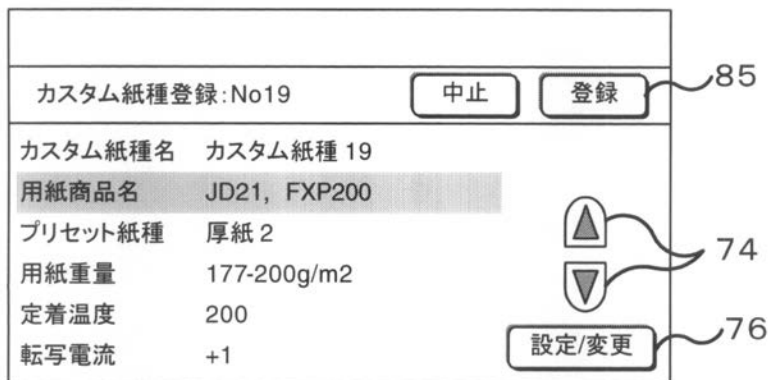 カスタム紙種登録:No19 中止 登録 85
カスタム紙種名 カスタム紙種 19
用紙商品名 JD21, FXP200
プリセット紙種 厚紙 2
用紙重量 177-200g/m2
74
定着温度 200
設定/変更 76
転写電流 +1